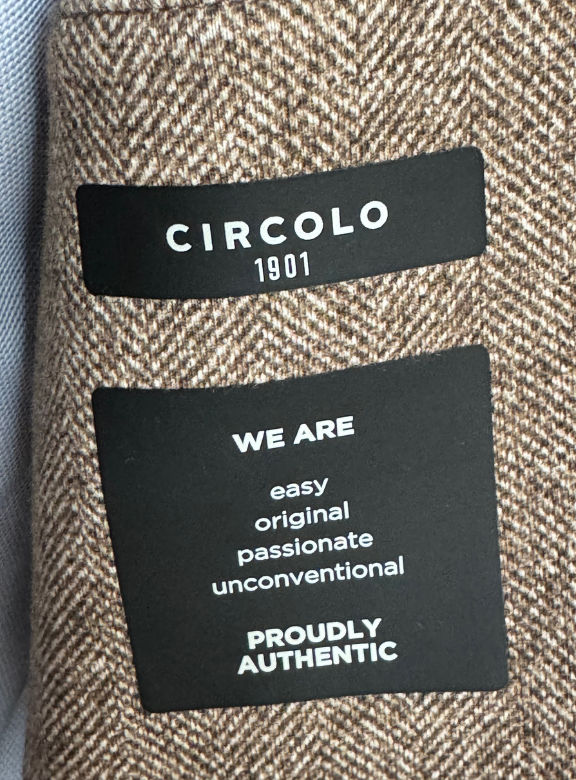 CIRCOLO
1901
WE ARE
easy
original
passionate
unconventional
PROUDLY
AUTHENTIC